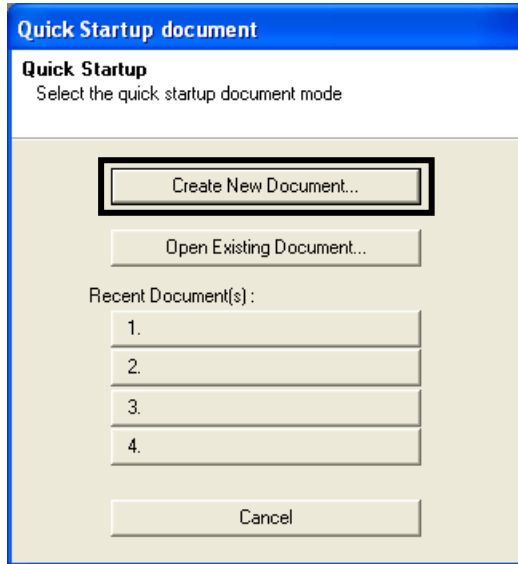 Quick Startup document
Quick Startup
Select the quick startup document mode
Create New Document...
Open Existing Document...
Recent Document(s) :
1.
2.
3.
4.
Cancel